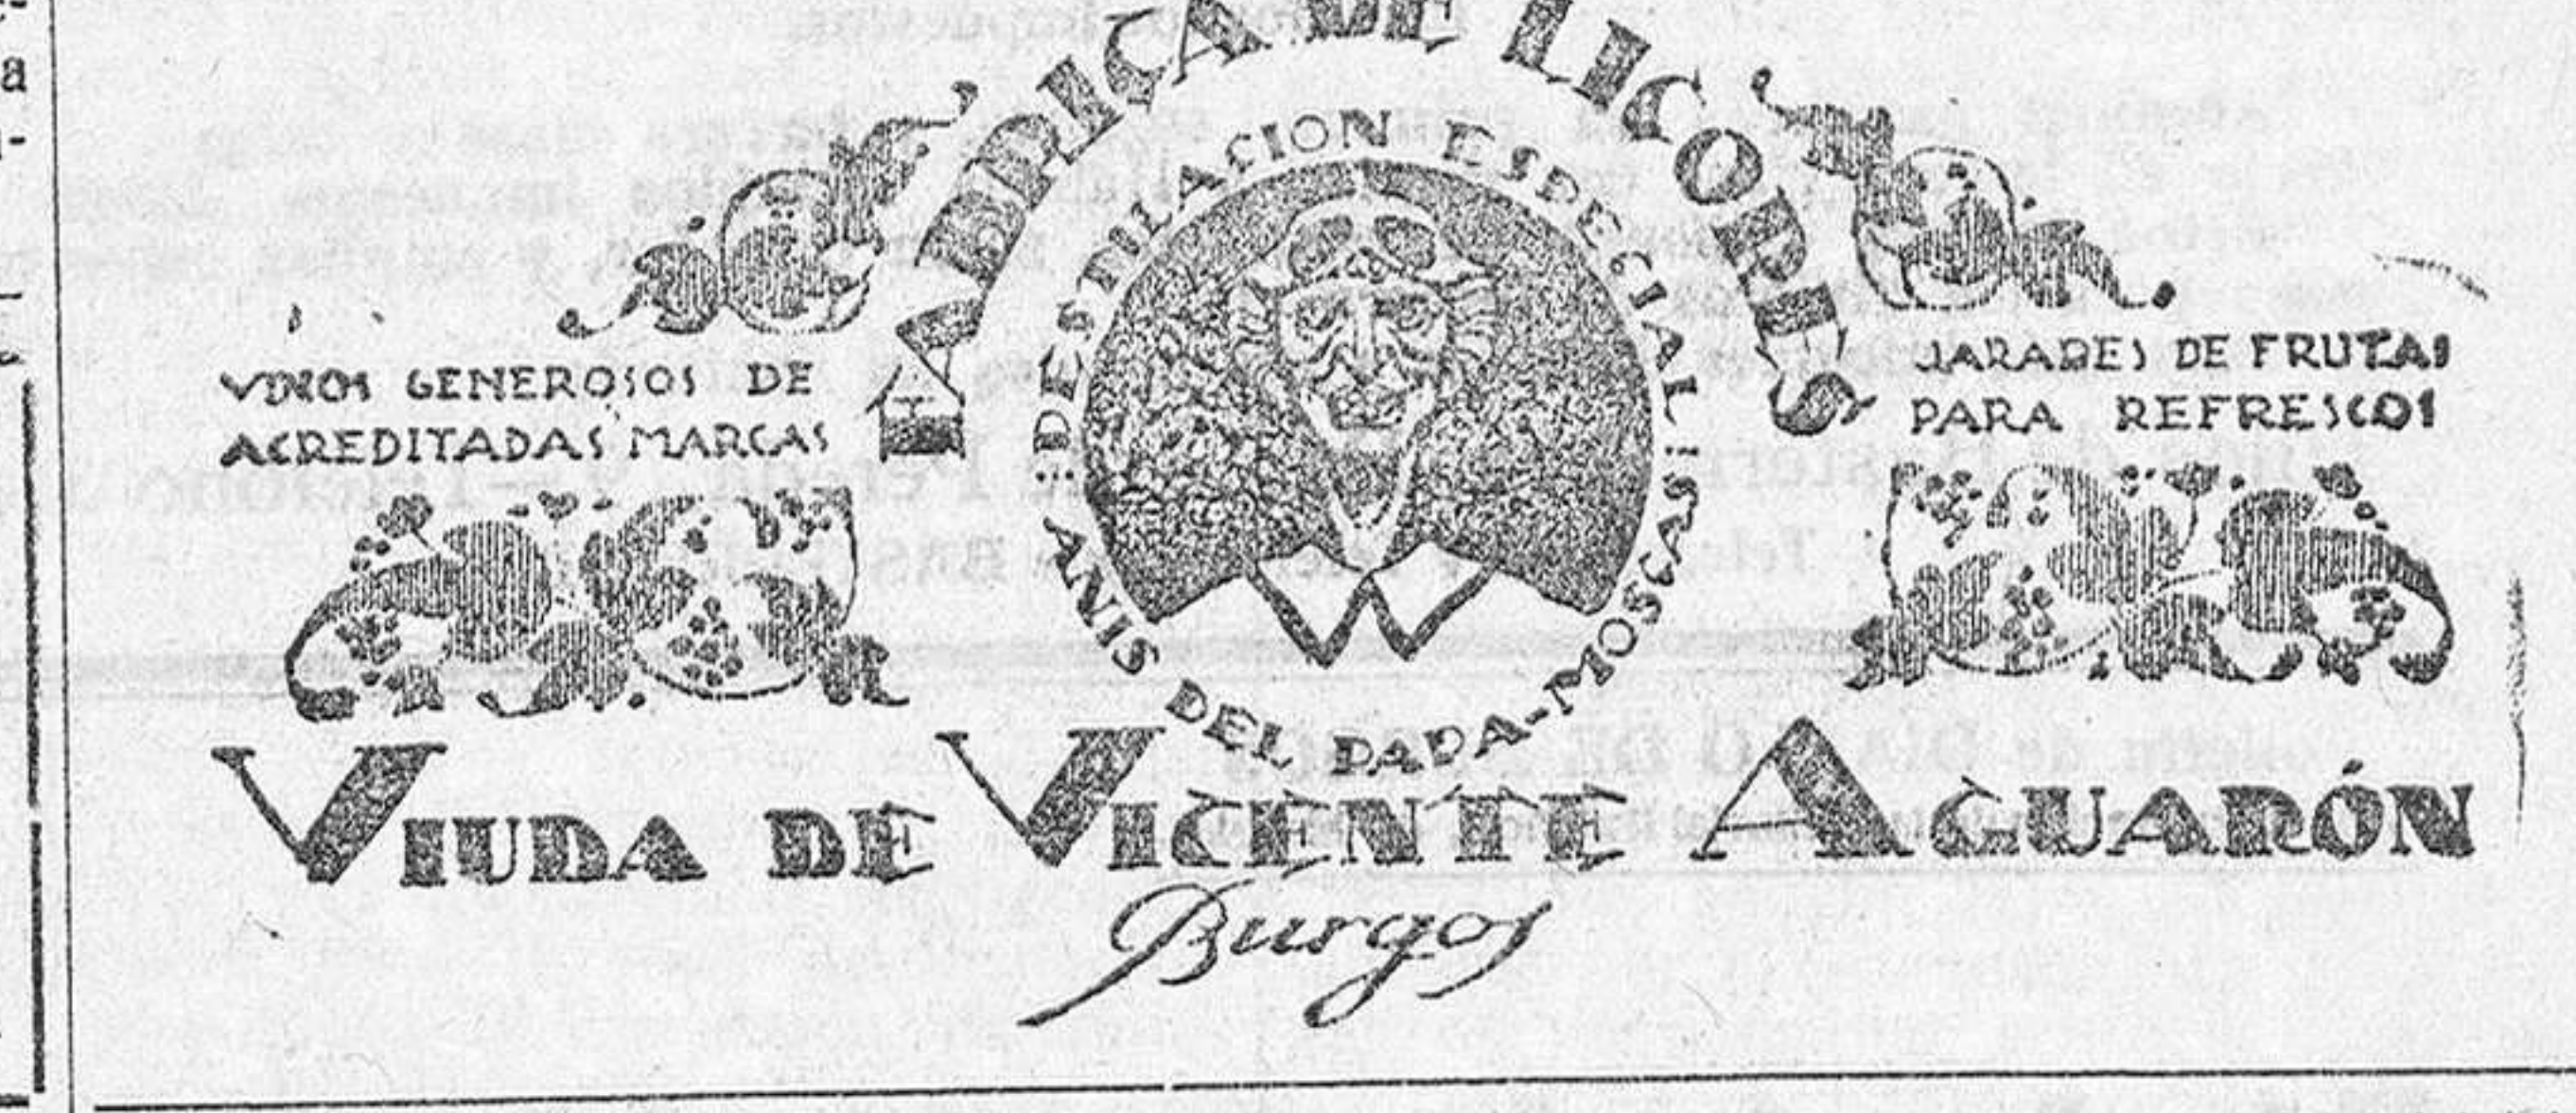 FABRICA DE LICORES
DESTILACION ESPECIAL
ANIS DEL PAPA-MOSCAS
VINOS GENEROSOS DE
ACREDITADAS MARCAS
JARABES DE FRUTAS
PARA REFRESCOS
VIUDA DE VICENTE AGUARÓN
Burgos